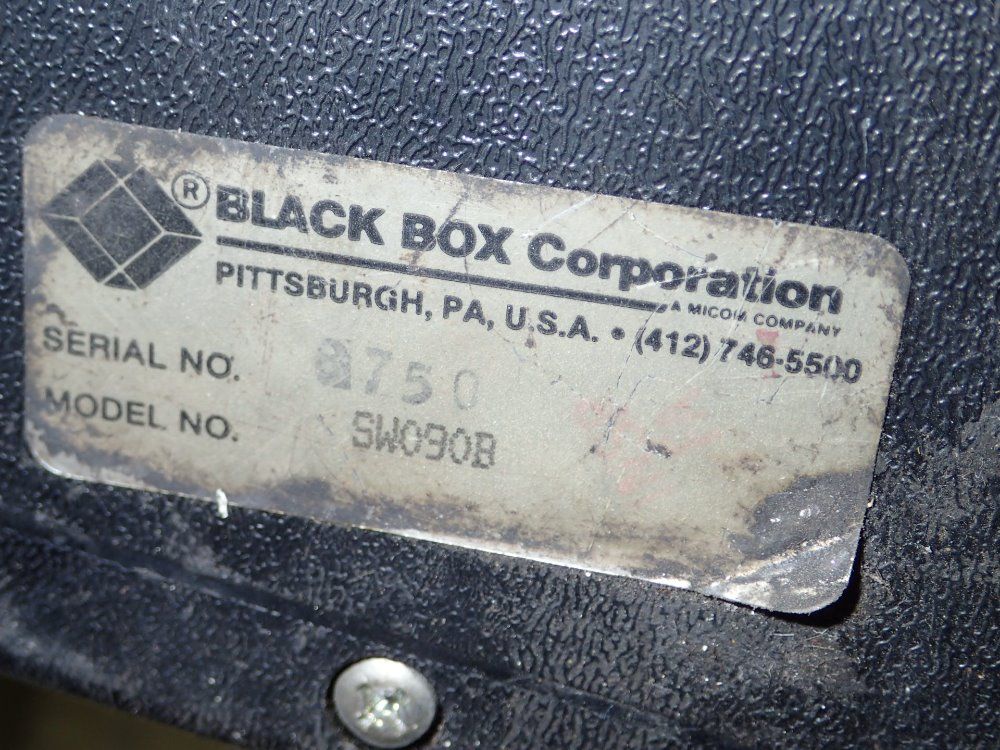 ® BLACK BOX Corporation
A MICOM COMPANY
PITTSBURGH, PA, U.S.A. • (412) 746-5500
SERIAL NO.
MODEL NO. SW090B